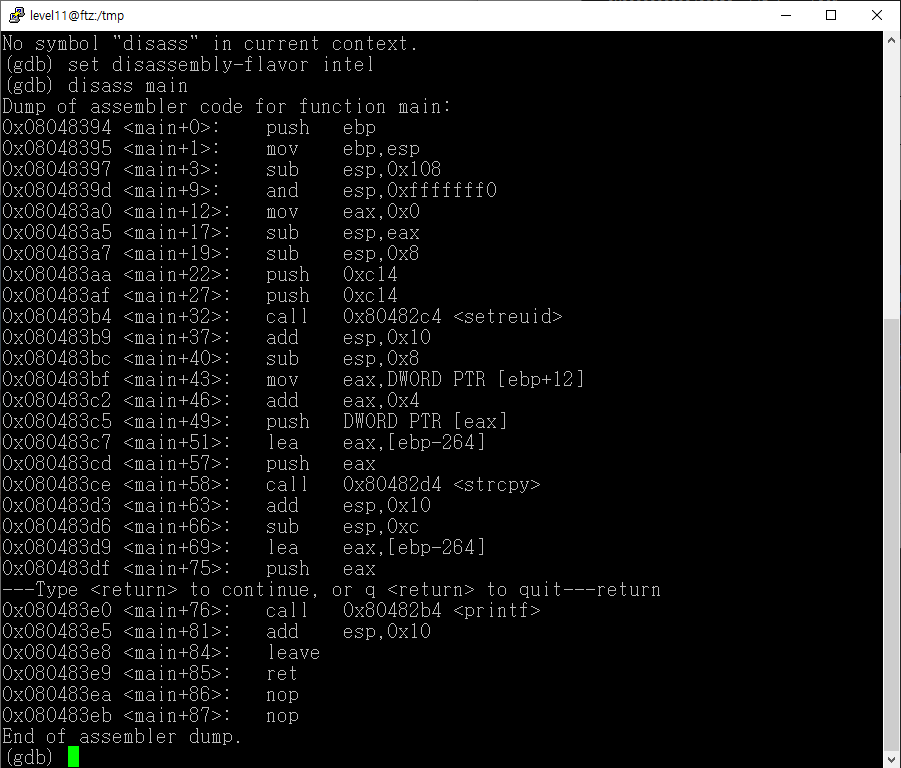 level11@ftz:/tmp
No symbol "disass" in current context.
(gdb) set disassembly-flavor intel
(gdb) disass main
Dump of assembler code for function main:
0x08048394 <main+0>:    push   ebp
0x08048395 <main+1>:    mov    ebp,esp
0x08048397 <main+3>:    sub    esp,0x108
0x0804839d <main+9>:    and    esp,0xfffffff0
0x080483a0 <main+12>:   mov    eax,0x0
0x080483a5 <main+17>:   sub    esp,eax
0x080483a7 <main+19>:   sub    esp,0x8
0x080483aa <main+22>:   push   0xc14
0x080483af <main+27>:   push   0xc14
0x080483b4 <main+32>:   call   0x80482c4 <setreuid>
0x080483b9 <main+37>:   add    esp,0x10
0x080483bc <main+40>:   sub    esp,0x8
0x080483bf <main+43>:   mov    eax,DWORD PTR [ebp+12]
0x080483c2 <main+46>:   add    eax,0x4
0x080483c5 <main+49>:   push   DWORD PTR [eax]
0x080483c7 <main+51>:   lea    eax,[ebp-264]
0x080483cd <main+57>:   push   eax
0x080483ce <main+58>:   call   0x80482d4 <strcpy>
0x080483d3 <main+63>:   add    esp,0x10
0x080483d6 <main+66>:   sub    esp,0xc
0x080483d9 <main+69>:   lea    eax,[ebp-264]
0x080483df <main+75>:   push   eax
---Type <return> to continue, or q <return> to quit---return
0x080483e0 <main+76>:   call   0x80482b4 <printf>
0x080483e5 <main+81>:   add    esp,0x10
0x080483e8 <main+84>:   leave
0x080483e9 <main+85>:   ret
0x080483ea <main+86>:   nop
0x080483eb <main+87>:   nop
End of assembler dump.
(gdb)